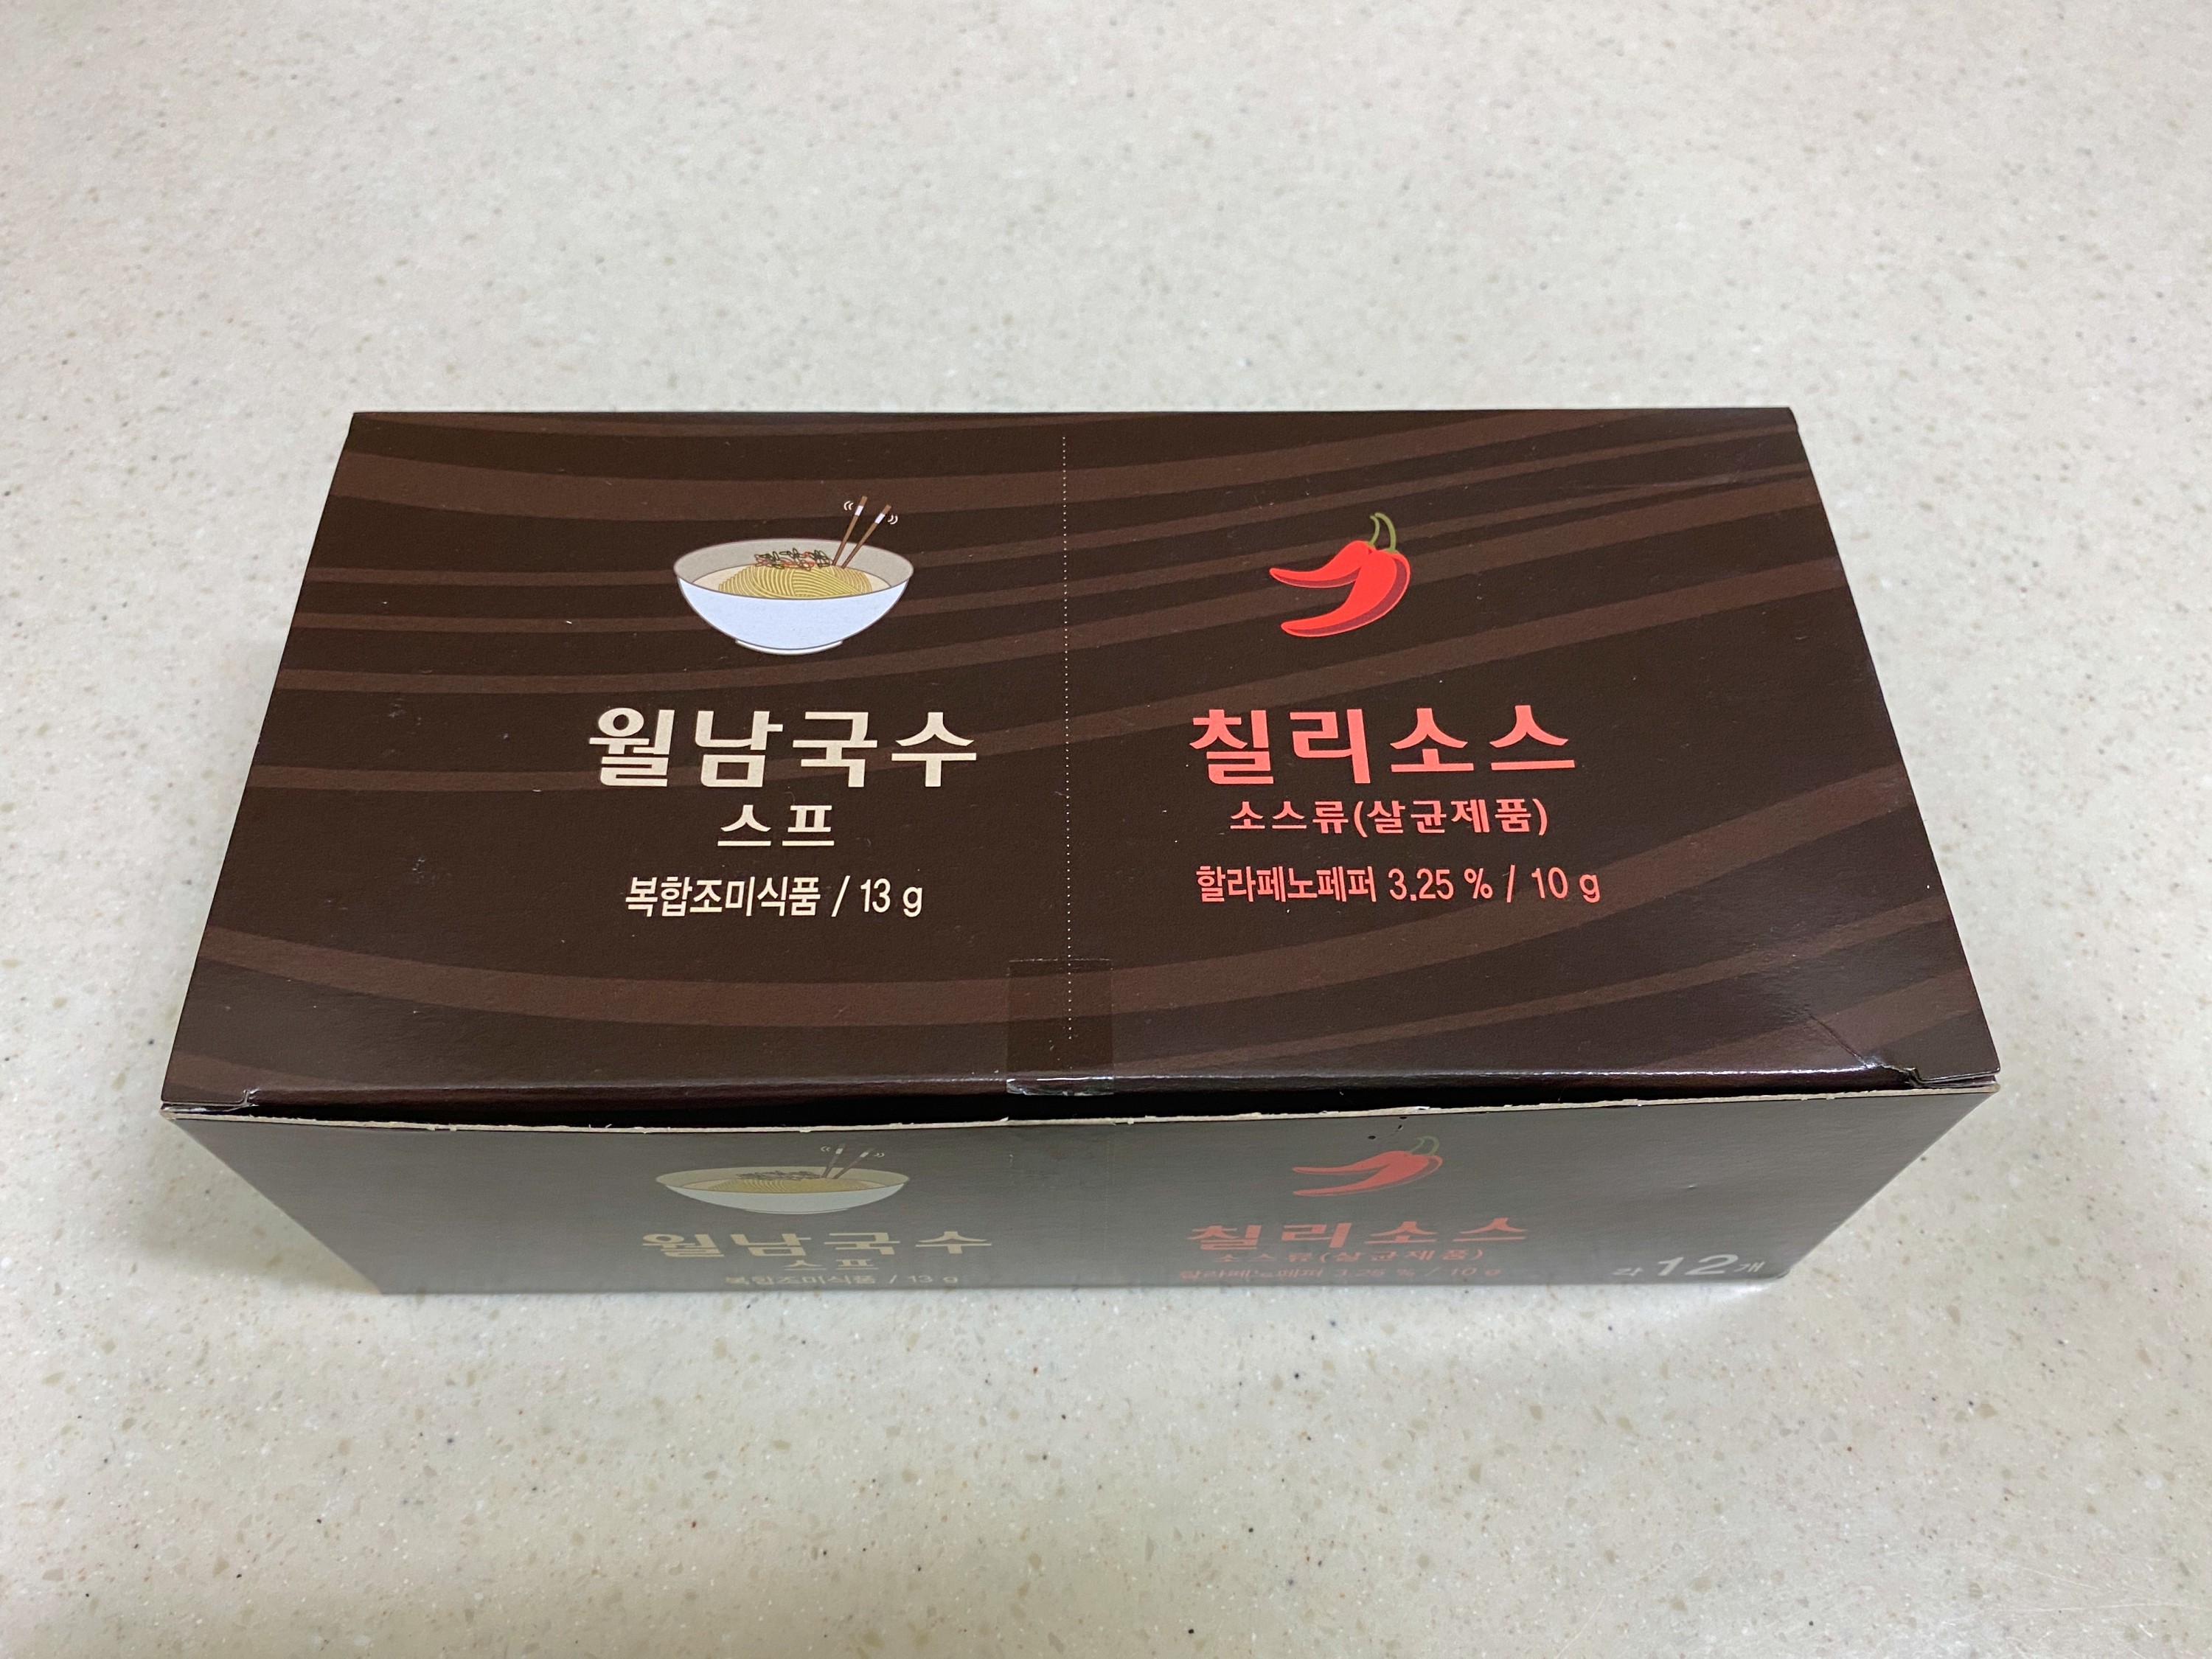 월남국수
스프
복합조미식품 / 13 g
칠리소스
소스류(살균제품)
할라페노페퍼 3.25 % / 10 g
월남국수
스프
복합조미식품 / 13 g
칠리소스
소스류(살균제품)
할라페노페퍼 3.25 % / 10 g
각 12개